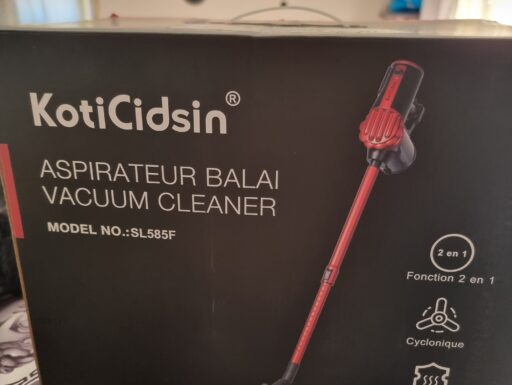 KotiCidsin®
ASPIRATEUR BALAI
VACUUM CLEANER
MODEL NO.:SL585F
2 en 1
Fonction 2 en 1
Cyclonique